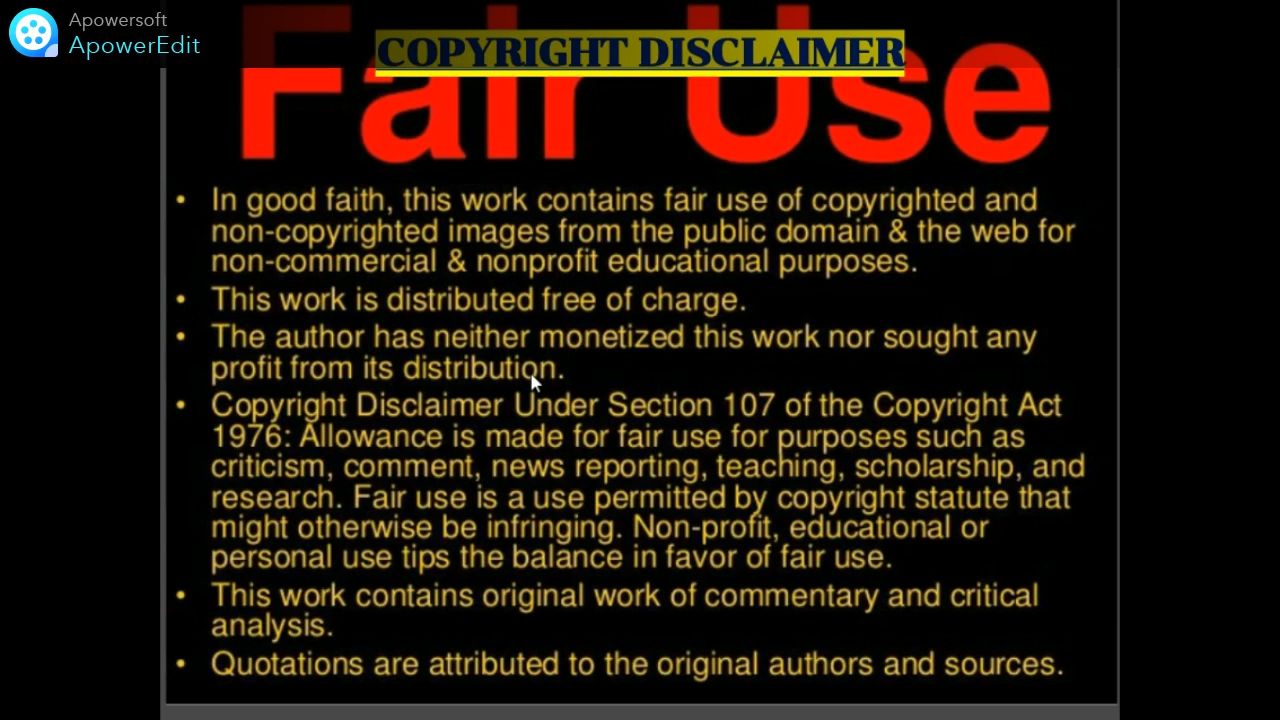 Apowersoft
ApowerEdit
COPYRIGHT DISCLAIMER
Fair Use
• In good faith, this work contains fair use of copyrighted and
non-copyrighted images from the public domain & the web for
non-commercial & nonprofit educational purposes.
• This work is distributed free of charge.
• The author has neither monetized this work nor sought any
profit from its distribution.
• Copyright Disclaimer Under Section 107 of the Copyright Act
1976: Allowance is made for fair use for purposes such as
criticism, comment, news reporting, teaching, scholarship, and
research. Fair use is a use permitted by copyright statute that
might otherwise be infringing. Non-profit, educational or
personal use tips the balance in favor of fair use.
• This work contains original work of commentary and critical
analysis.
• Quotations are attributed to the original authors and sources.